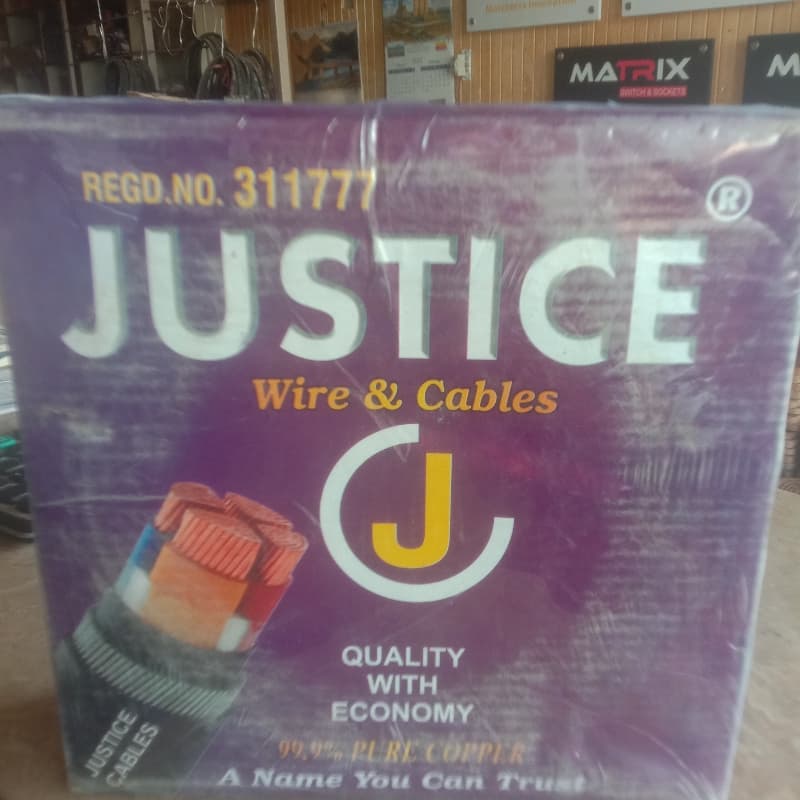 MATRIX
SWITCH & SOCKETS
M
REGD.NO. 311777
®
JUSTICE
Wire & Cables
J
QUALITY
WITH
ECONOMY
99.9% PURE COPPER
A Name You Can Trust
JUSTICE
CABLES